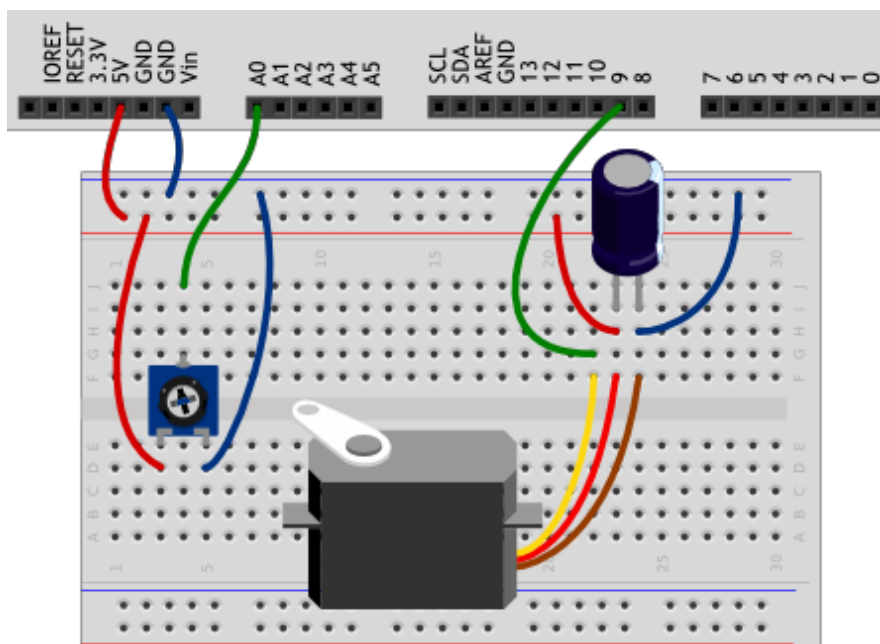 IOREF RESET 3.3V 5V GND GND Vin A0 A1 A2 A3 A4 A5 SCL SDA AREF GND 13 12 11 10 9 8 7 6 5 4 3 2 1 0
1 5 10 15 20 25 30
J J
I I
H H
G G
F F
E E
D D
C C
B B
A A
1 5 20 25 30